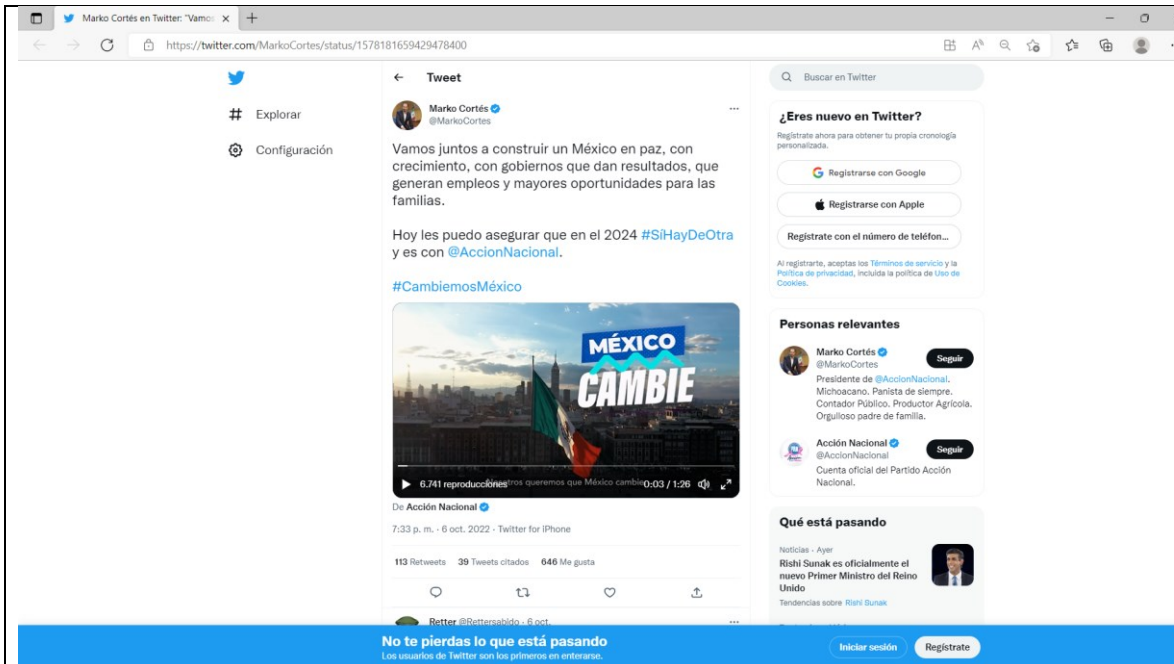 Marko Cortés en Twitter: "Vamos
https://twitter.com/MarkoCortes/status/1578181659429478400
Explorar
Configuración
Tweet
Marko Cortés
@MarkoCortes
Vamos juntos a construir un México en paz, con
crecimiento, con gobiernos que dan resultados, que
generan empleos y mayores oportunidades para las
familias.
Hoy les puedo asegurar que en el 2024 #SíHayDeOtra
y es con @AccionNacional.
#CambiemosMéxico
MÉXICO
CAMBIE
6.741 reproducciones
Nosotros queremos que México cambie
0:03 / 1:26
De Acción Nacional
7:33 p. m. · 6 oct. 2022 · Twitter for iPhone
113 Retweets 39 Tweets citados 646 Me gusta
Retter @Rettersabido · 6 oct.
Buscar en Twitter
¿Eres nuevo en Twitter?
Regístrate ahora para obtener tu propia cronología
personalizada.
Registrarse con Google
Registrarse con Apple
Regístrate con el número de teléfon...
Al registrarte, aceptas los Términos de servicio y la
Política de privacidad, incluida la política de Uso de
Cookies.
Personas relevantes
Marko Cortés
@MarkoCortes
Seguir
Presidente de @AccionNacional.
Michoacano. Panista de siempre.
Contador Público. Productor Agrícola.
Orgulloso padre de familia.
Acción Nacional
@AccionNacional
Seguir
Cuenta oficial del Partido Acción
Nacional.
Qué está pasando
Noticias · Ayer
Rishi Sunak es oficialmente el
nuevo Primer Ministro del Reino
Unido
Tendencias sobre Rishi Sunak
No te pierdas lo que está pasando
Los usuarios de Twitter son los primeros en enterarse.
Iniciar sesión
Regístrate